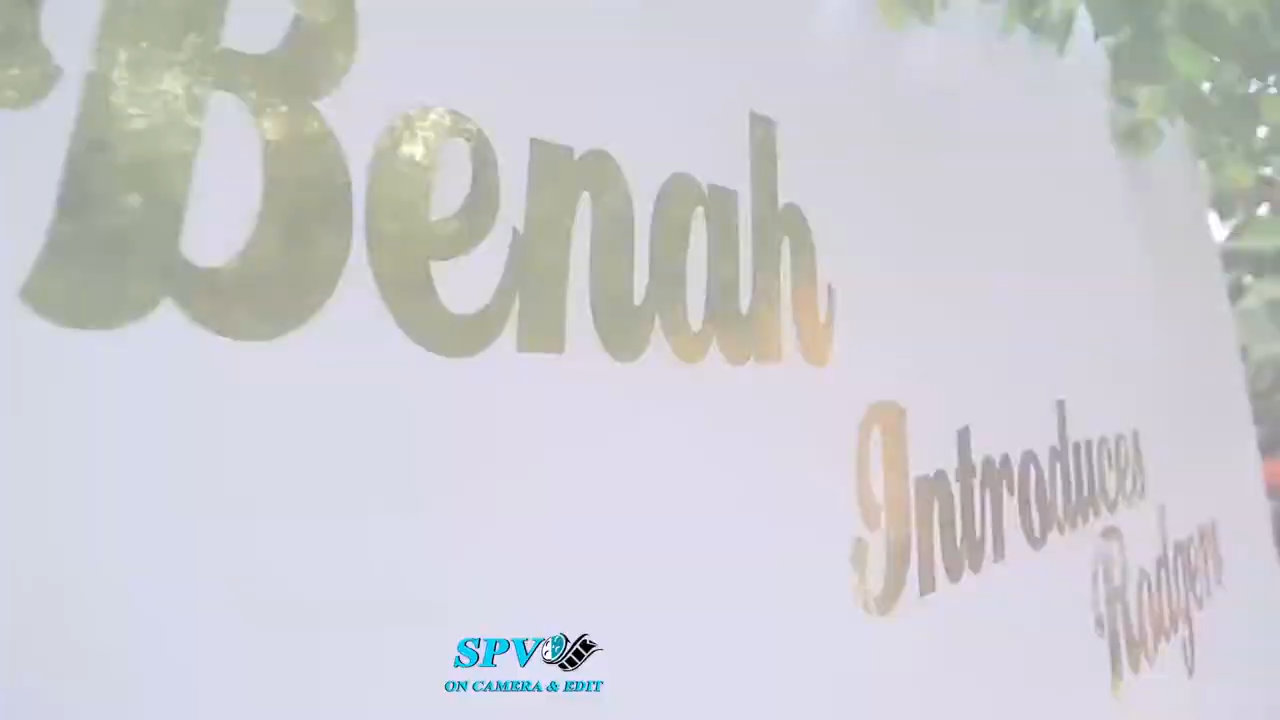 Benah
Introduces
Rodgers
SPV
ON CAMERA & EDIT